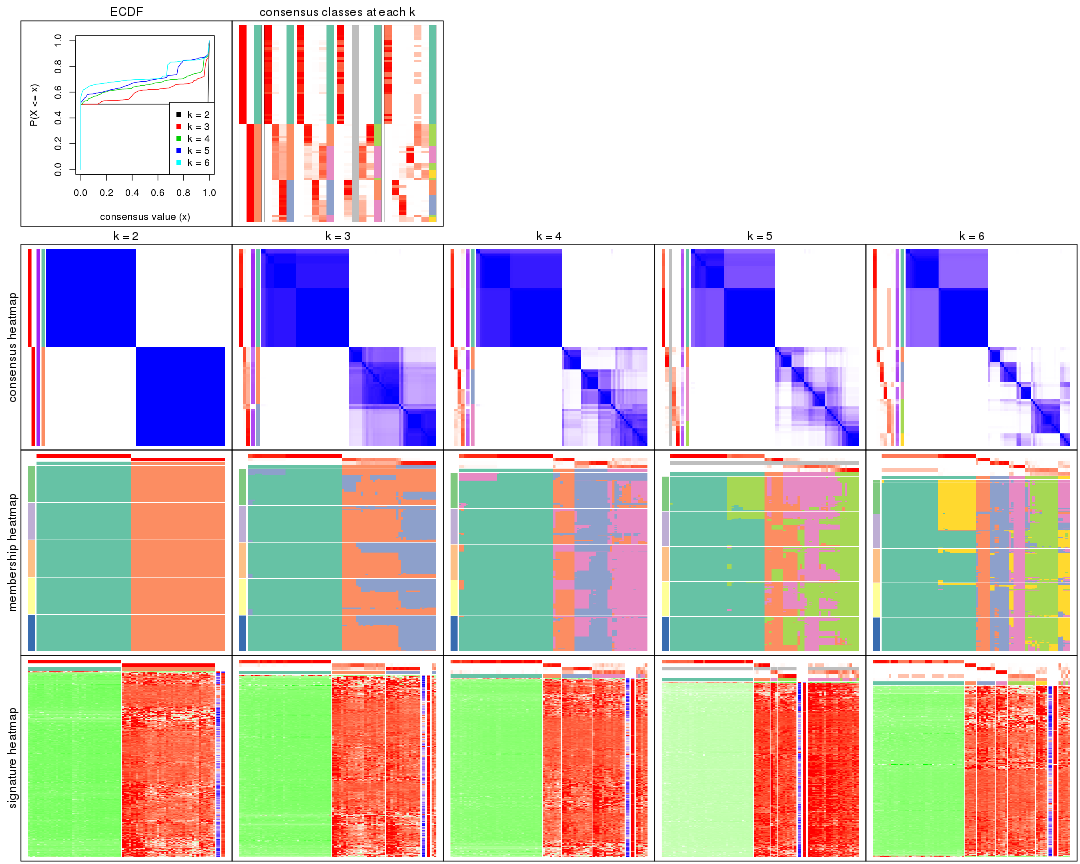 ECDF
consensus classes at each k
P(X <= x)
0.0
0.2
0.4
0.6
0.8
1.0
k = 2
k = 3
k = 4
k = 5
k = 6
0.0 0.2 0.4 0.6 0.8 1.0
consensus value (x)
k = 2
k = 3
k = 4
k = 5
k = 6
consensus heatmap
membership heatmap
signature heatmap